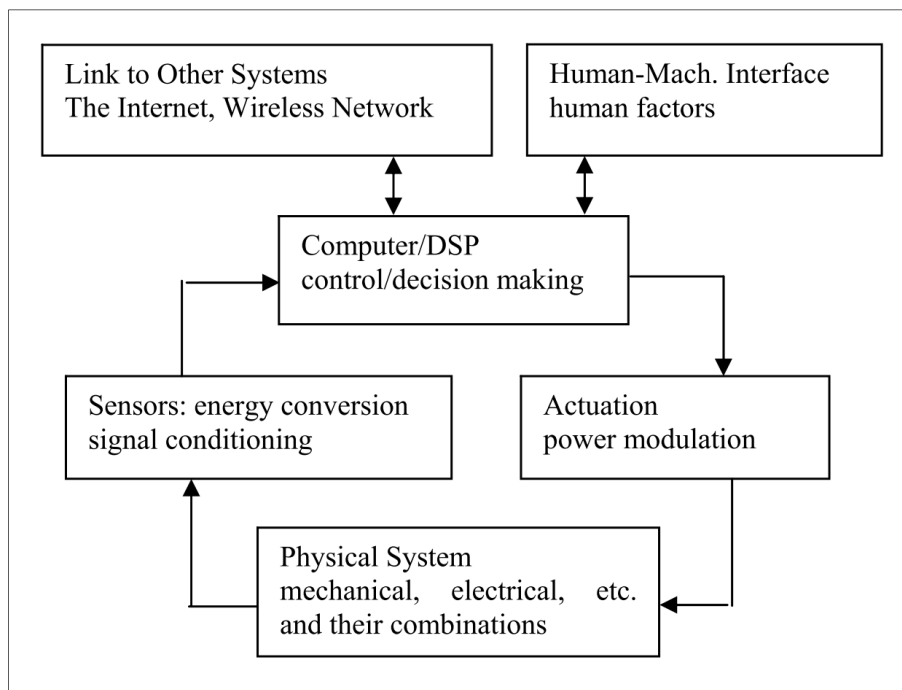 Link to Other Systems
The Internet, Wireless Network
Human-Mach. Interface
human factors
Computer/DSP
control/decision making
Sensors: energy conversion
signal conditioning
Actuation
power modulation
Physical System
mechanical, electrical, etc.
and their combinations